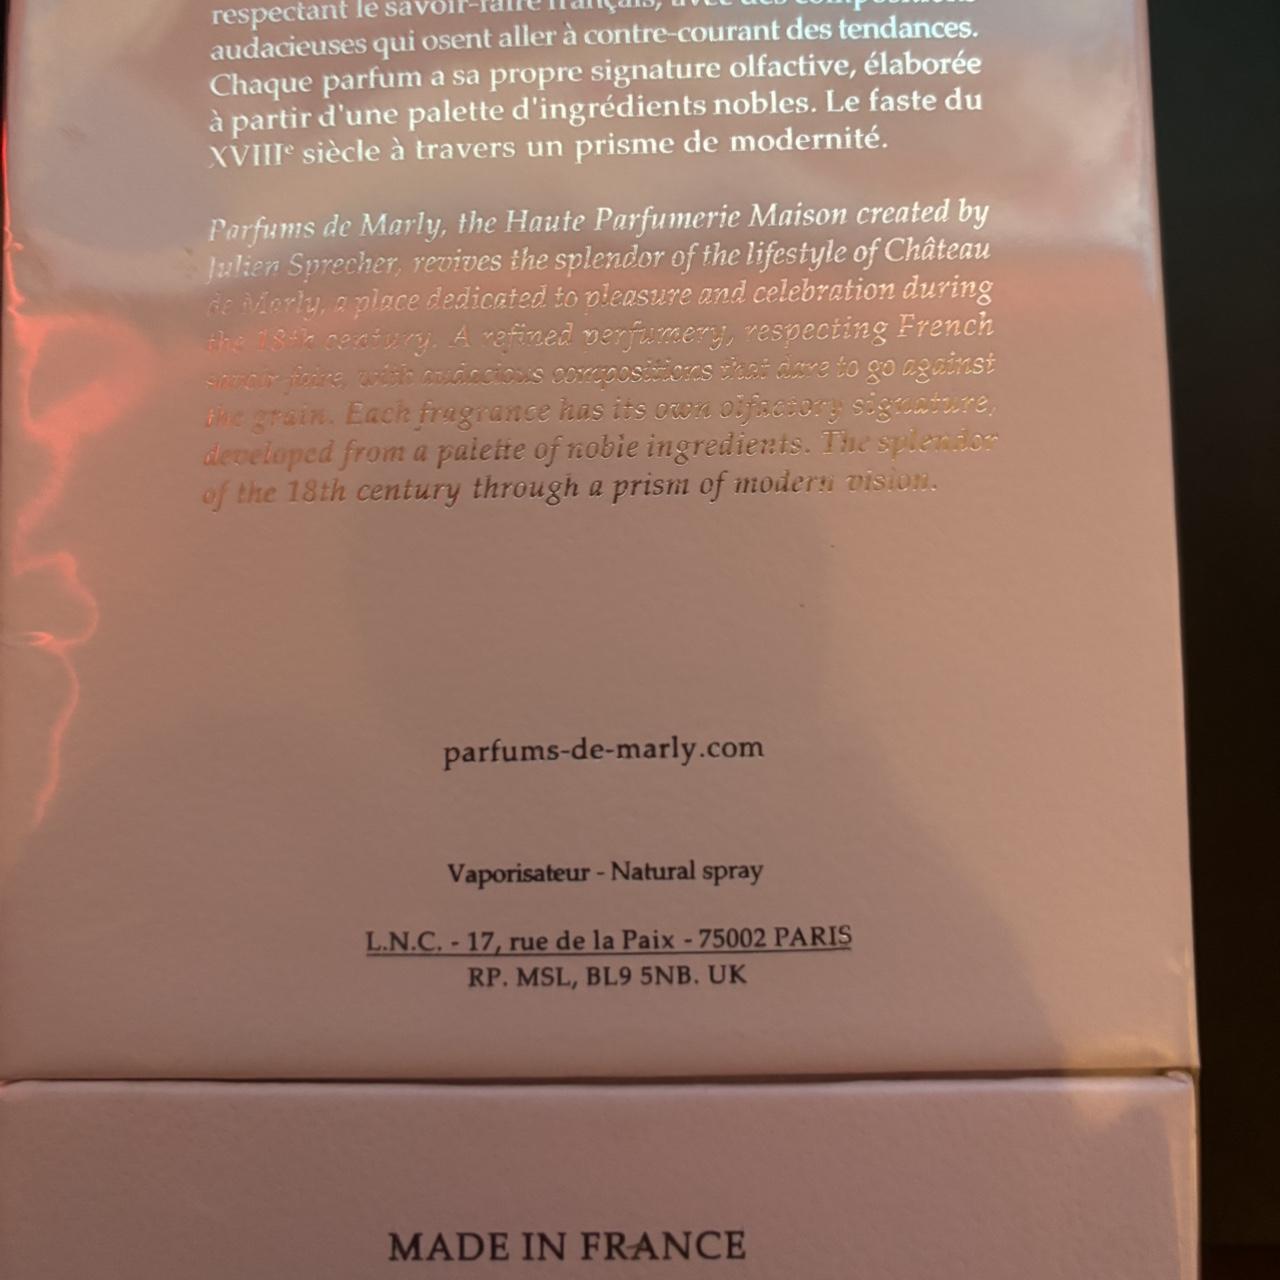 respectant le savoir-faire français, avec des compositions
audacieuses qui osent aller à contre-courant des tendances.
Chaque parfum a sa propre signature olfactive, élaborée
à partir d'une palette d'ingrédients nobles. Le faste du
XVIIIe siècle à travers un prisme de modernité.
Parfums de Marly, the Haute Parfumerie Maison created by
Julien Sprecher, revives the splendor of the lifestyle of Château
de Marly, a place dedicated to pleasure and celebration during
the 18th century. A refined perfumery, respecting French
savoir-faire, with audacious compositions that dare to go against
the grain. Each fragrance has its own olfactory signature,
developed from a palette of noble ingredients. The splendor
of the 18th century through a prism of modern vision.
parfums-de-marly.com
Vaporisateur - Natural spray
L.N.C. - 17, rue de la Paix - 75002 PARIS
RP. MSL, BL9 5NB. UK
MADE IN FRANCE